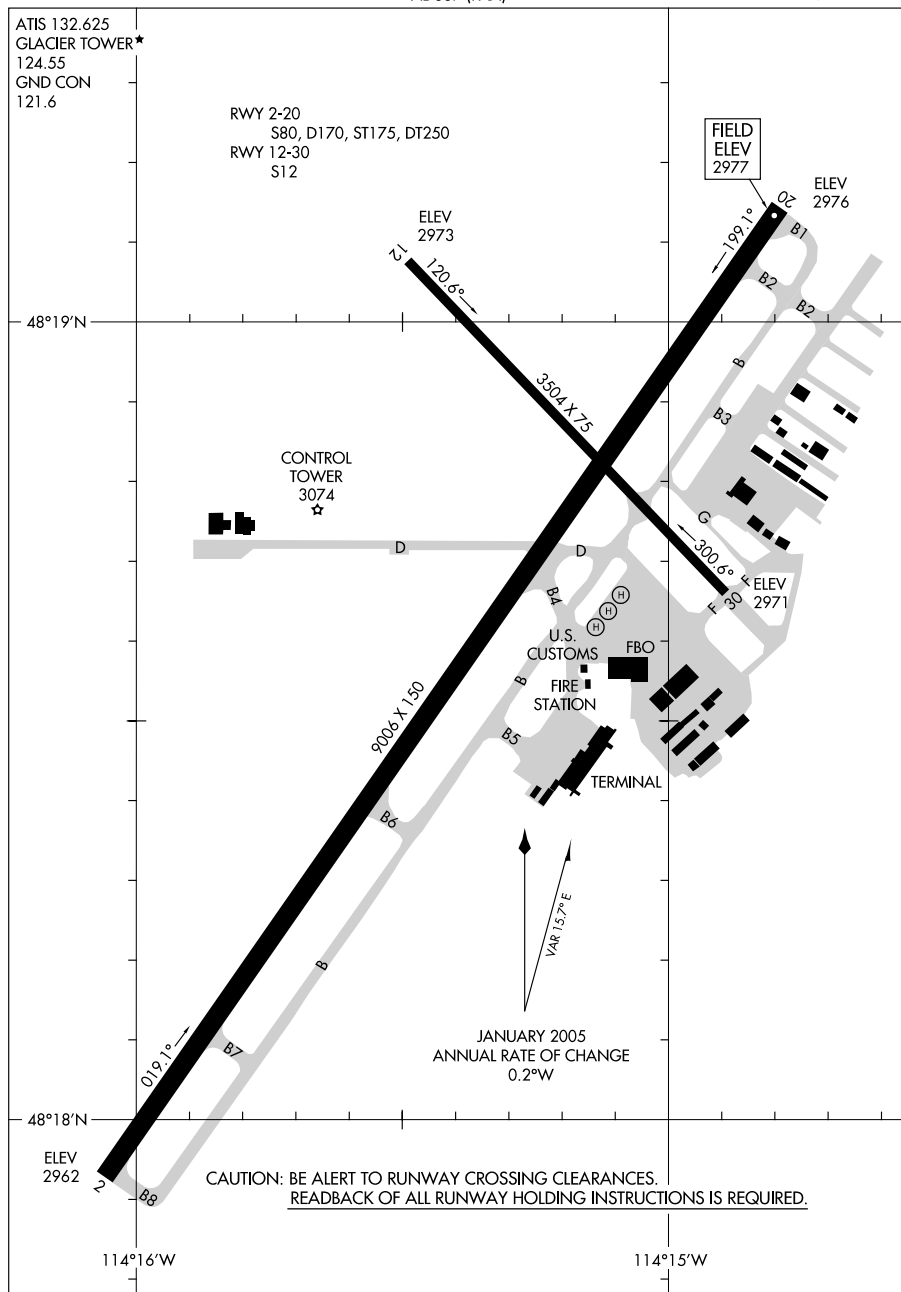 ATIS 132.625
GLACIER TOWER
124.55
GND CON
121.6
RWY 2-20
S80, D170, ST175, DT250
RWY 12-30
S12
FIELD
ELEV
2977
20
ELEV
2976
B1
199.1°
ELEV
2973
12
120.6°
B2
B2
48°19'N
B
3504 X 75
B3
CONTROL
TOWER
3074
G
D
D
300.6°
F
ELEV
2971
30
F
B4
H
H
H
U.S.
CUSTOMS
FBO
FIRE
STATION
B
B5
9006 X 150
TERMINAL
B6
VAR 15.7° E
B
JANUARY 2005
ANNUAL RATE OF CHANGE
0.2°W
019.1°
B7
48°18'N
ELEV
2962
2
B8
CAUTION: BE ALERT TO RUNWAY CROSSING CLEARANCES.
READBACK OF ALL RUNWAY HOLDING INSTRUCTIONS IS REQUIRED.
114°16'W
114°15'W